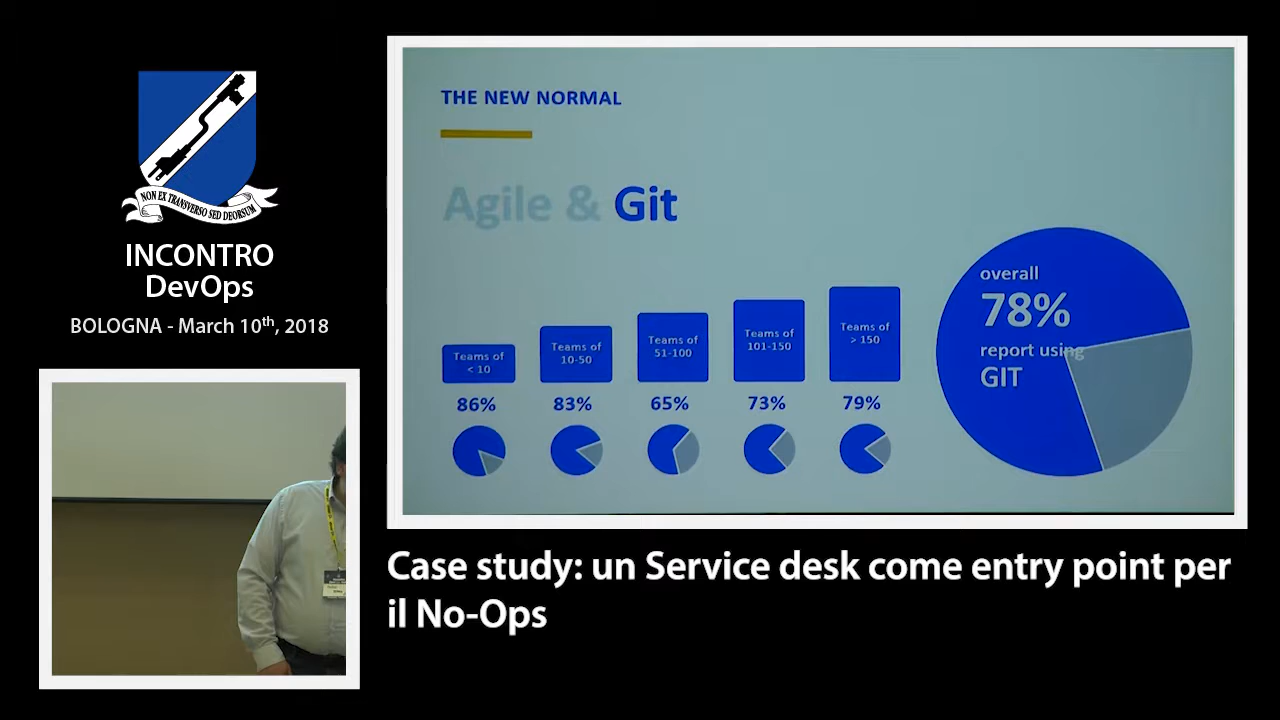 NON EX TRANSVERSO SED DEORSUM
INCONTRO
DevOps
BOLOGNA - March 10th, 2018
THE NEW NORMAL
Agile & Git
Teams of
< 10
86%
Teams of
10-50
83%
Teams of
51-100
65%
Teams of
101-150
73%
Teams of
> 150
79%
overall
78%
report using
GIT
Case study: un Service desk come entry point per
il No-Ops